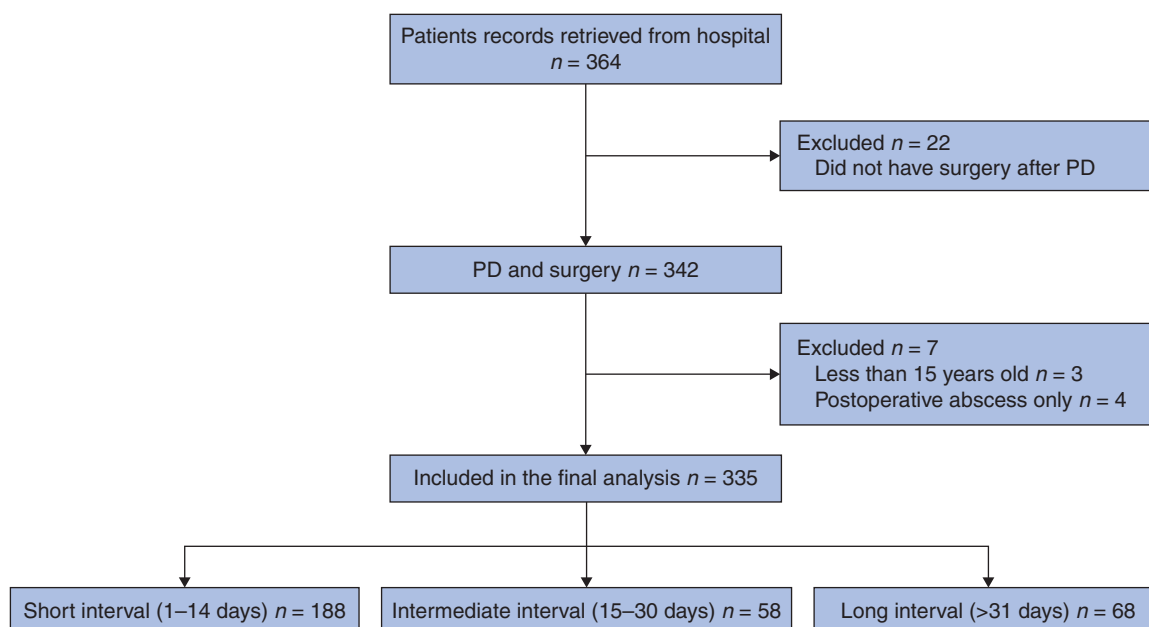 Patients records retrieved from hospital
n = 364
Excluded n = 22
Did not have surgery after PD
PD and surgery n = 342
Excluded n = 7
Less than 15 years old n = 3
Postoperative abscess only n = 4
Included in the final analysis n = 335
Short interval (1–14 days) n = 188
Intermediate interval (15–30 days) n = 58
Long interval (>31 days) n = 68